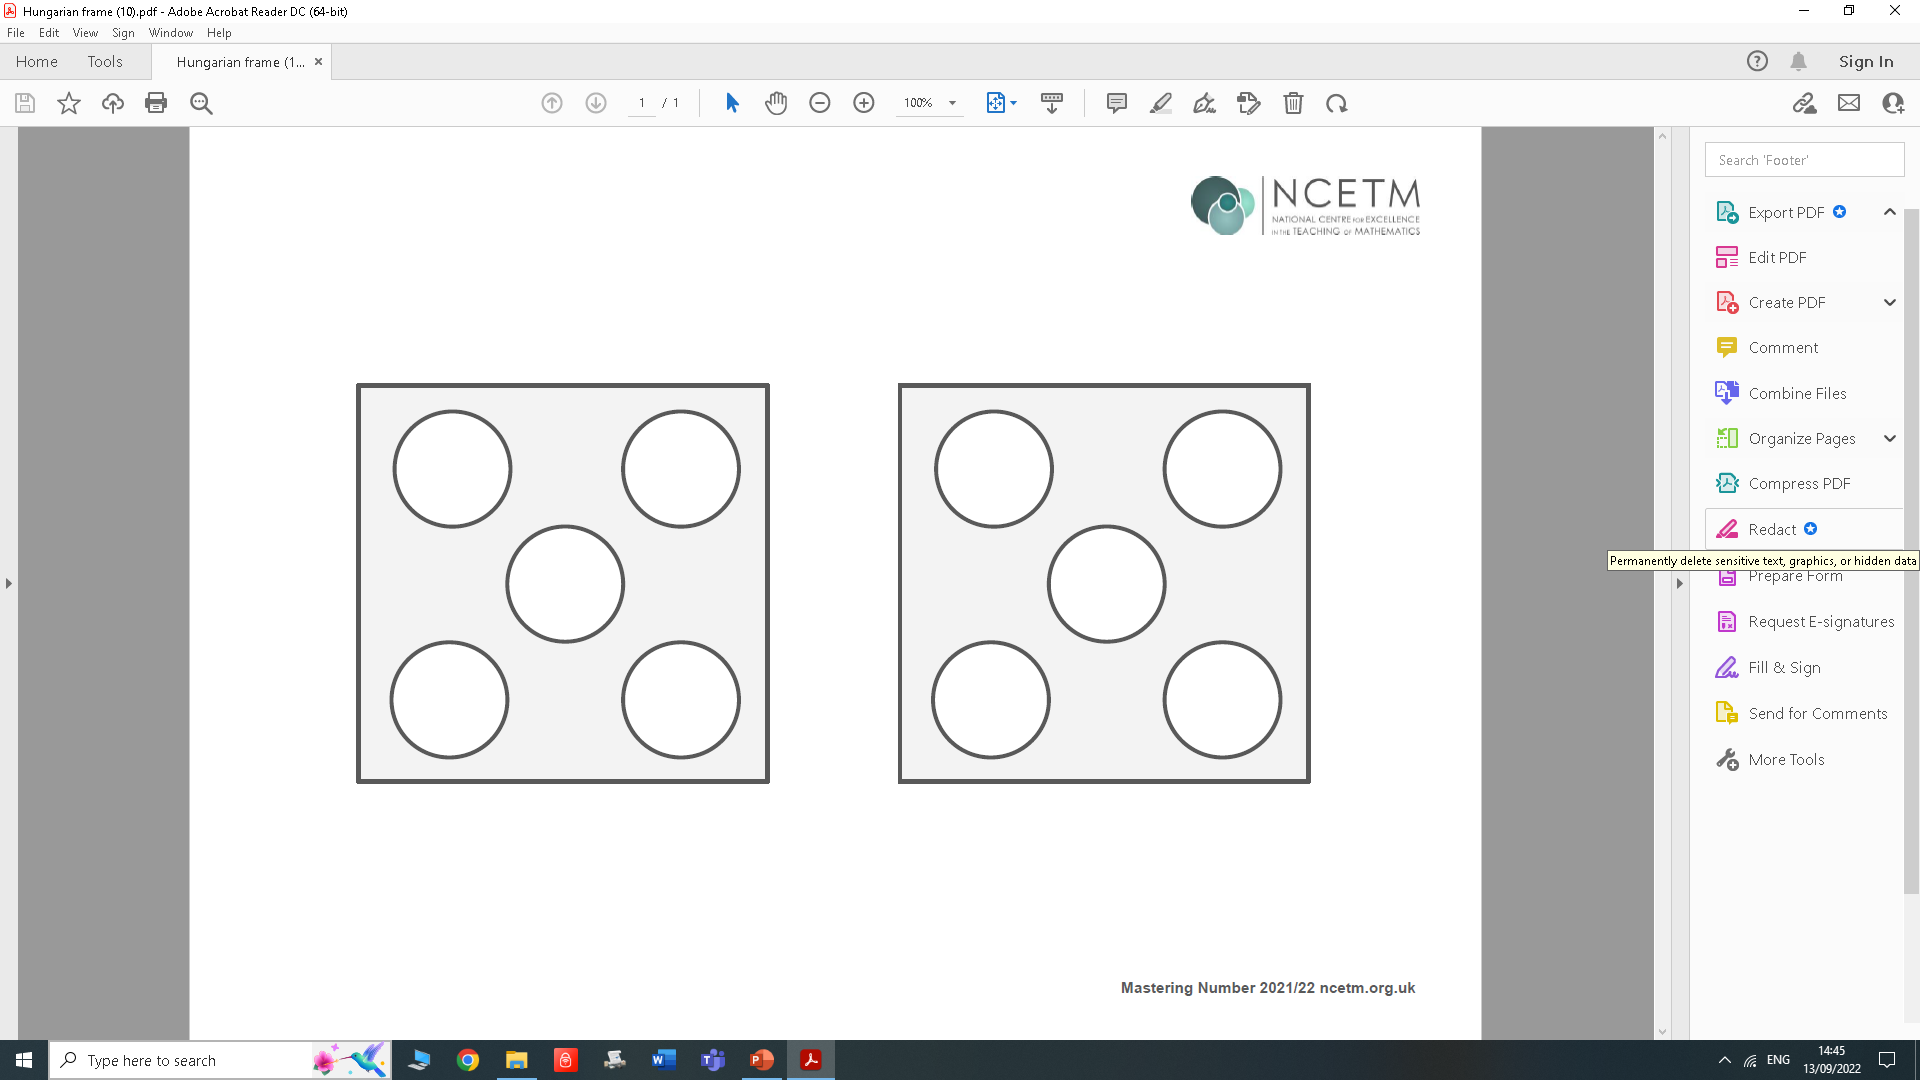 Hungarian frame (10).pdf - Adobe Acrobat Reader DC (64-bit)
File Edit View Sign Window Help
Home Tools Hungarian frame (1... × Sign In
1 / 1 100%
Search 'Footer'
NCETM
NATIONAL CENTRE FOR EXCELLENCE
IN THE TEACHING OF MATHEMATICS
Export PDF
Edit PDF
Create PDF
Comment
Combine Files
Organize Pages
Compress PDF
Redact
Permanently delete sensitive text, graphics, or hidden data
Prepare Form
Request E-signatures
Fill & Sign
Send for Comments
More Tools
Mastering Number 2021/22 ncetm.org.uk
Type here to search
ENG
14:45
13/09/2022